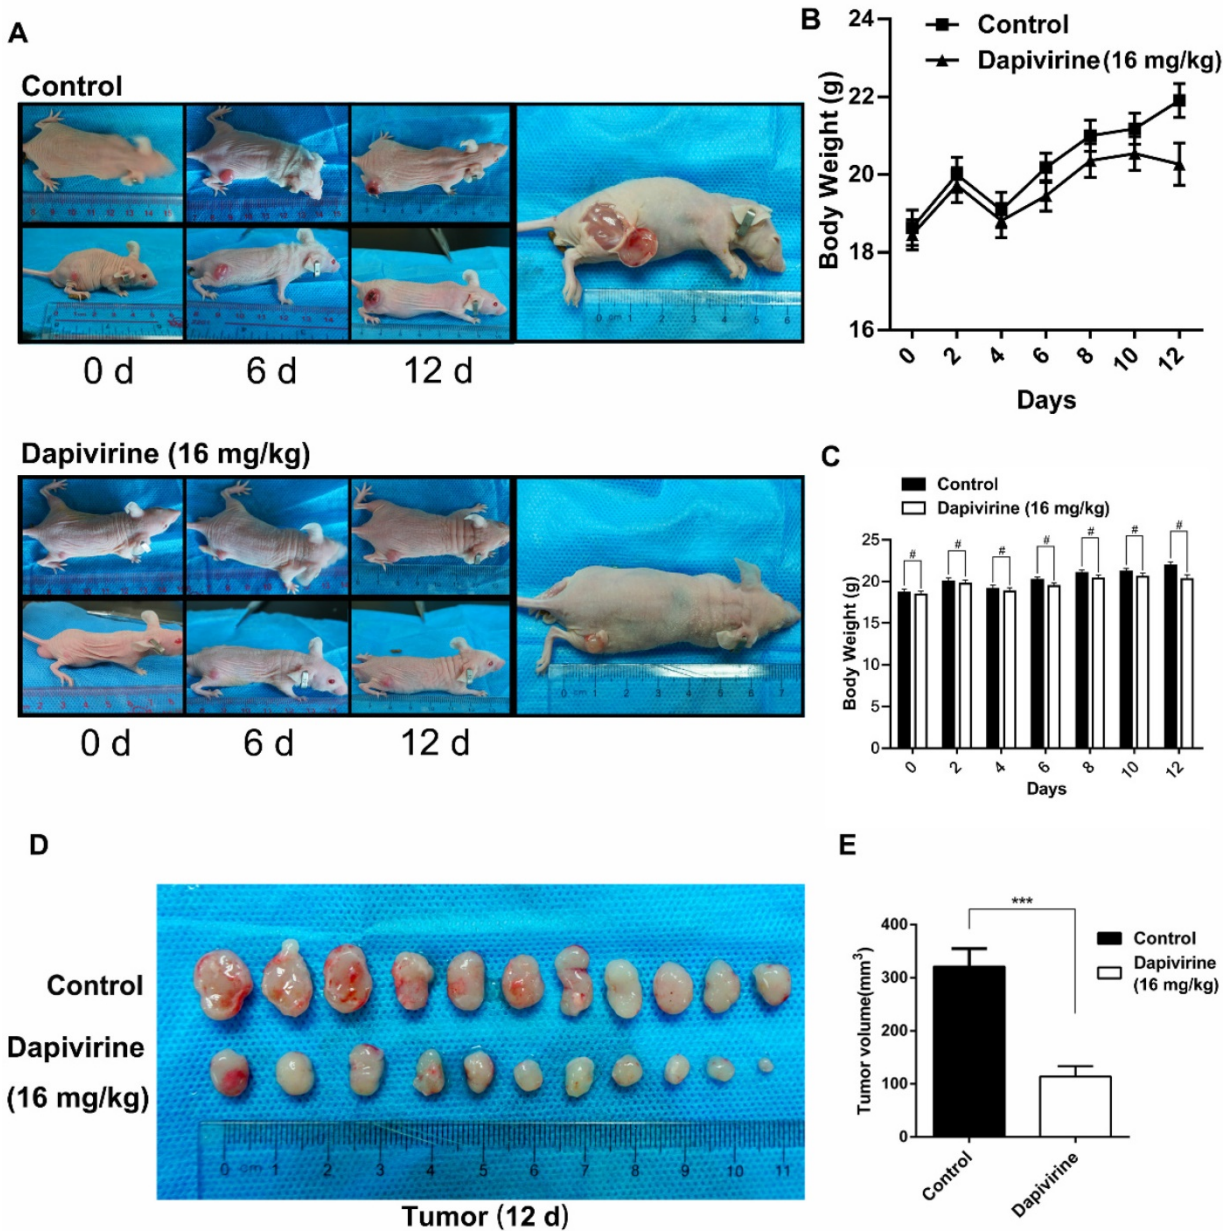 A
Control
0 d
6 d
12 d
Dapivirine (16 mg/kg)
0 d
6 d
12 d
B
Control
Dapivirine (16 mg/kg)
Body Weight (g)
24
22
20
18
16
0 2 4 6 8 10 12
Days
C
Control
Dapivirine (16 mg/kg)
# # # # # # #
Body Weight (g)
25
20
15
10
5
0
0 2 4 6 8 10 12
Days
D
Control
Dapivirine
(16 mg/kg)
0 cm 1 2 3 4 5 6 7 8 9 10 11
Tumor (12 d)
E
***
Control
Dapivirine
(16 mg/kg)
Tumor volume(mm³)
400
300
200
100
0
Control
Dapivirine